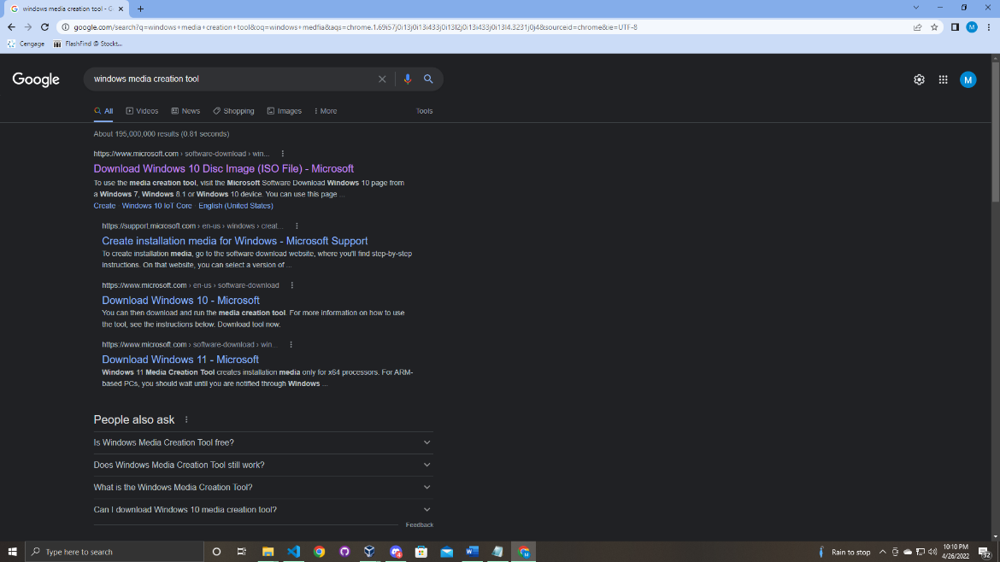 windows media creation tool - G
google.com/search?q=windows+media+creation+tool&oq=windows+medfia&aqs=chrome.1.69i57j0i13j0i13i433j0i13l2j0i13i433j0i13l4.3231j0j4&sourceid=chrome&ie=UTF-8
M
Cengage
FlashFind @ Stockt...
Google
windows media creation tool
M
All
Videos
News
Shopping
Images
More
Tools
About 195,000,000 results (0.81 seconds)
https://www.microsoft.com › software-download › win...
Download Windows 10 Disc Image (ISO File) - Microsoft
To use the media creation tool, visit the Microsoft Software Download Windows 10 page from
a Windows 7, Windows 8.1 or Windows 10 device. You can use this page ...
Create · Windows 10 IoT Core · English (United States)
https://support.microsoft.com › en-us › windows › creat...
Create installation media for Windows - Microsoft Support
To create installation media, go to the software download website, where you'll find step-by-step
instructions. On that website, you can select a version of ...
https://www.microsoft.com › en-us › software-download
Download Windows 10 - Microsoft
You can then download and run the media creation tool. For more information on how to use
the tool, see the instructions below. Download tool now.
https://www.microsoft.com › software-download › win...
Download Windows 11 - Microsoft
Windows 11 Media Creation Tool creates installation media only for x64 processors. For ARM-
based PCs, you should wait until you are notified through Windows ...
People also ask
Is Windows Media Creation Tool free?
Does Windows Media Creation Tool still work?
What is the Windows Media Creation Tool?
Can I download Windows 10 media creation tool?
Feedback
Type here to search
4
Rain to stop
10:10 PM
4/26/2022
32